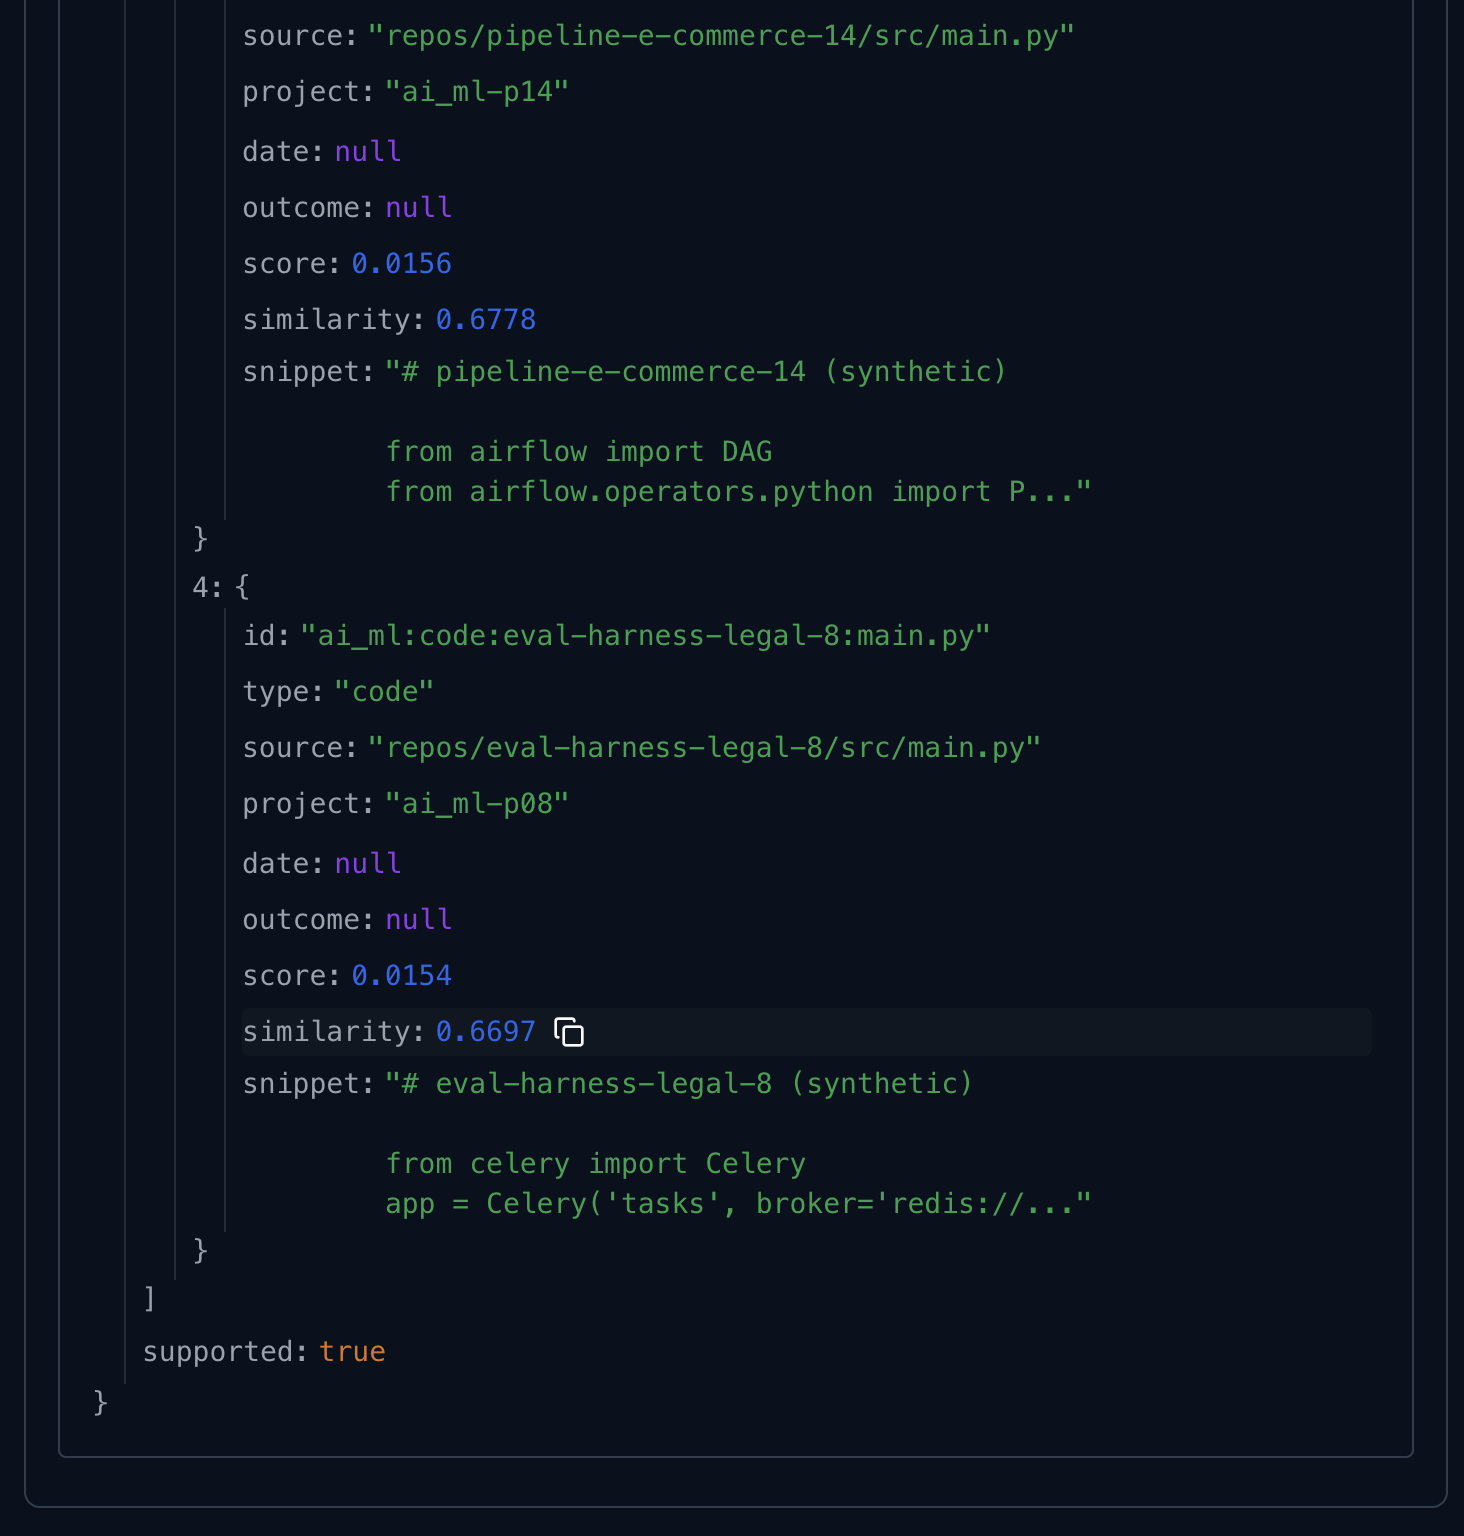 source: "repos/pipeline-e-commerce-14/src/main.py"
project: "ai_ml-p14"
date: null
outcome: null
score: 0.0156
similarity: 0.6778
snippet: "# pipeline-e-commerce-14 (synthetic)
from airflow import DAG
from airflow.operators.python import P..."
}
4: {
id: "ai_ml:code:eval-harness-legal-8:main.py"
type: "code"
source: "repos/eval-harness-legal-8/src/main.py"
project: "ai_ml-p08"
date: null
outcome: null
score: 0.0154
similarity: 0.6697
snippet: "# eval-harness-legal-8 (synthetic)
from celery import Celery
app = Celery('tasks', broker='redis://..."
}
]
supported: true
}